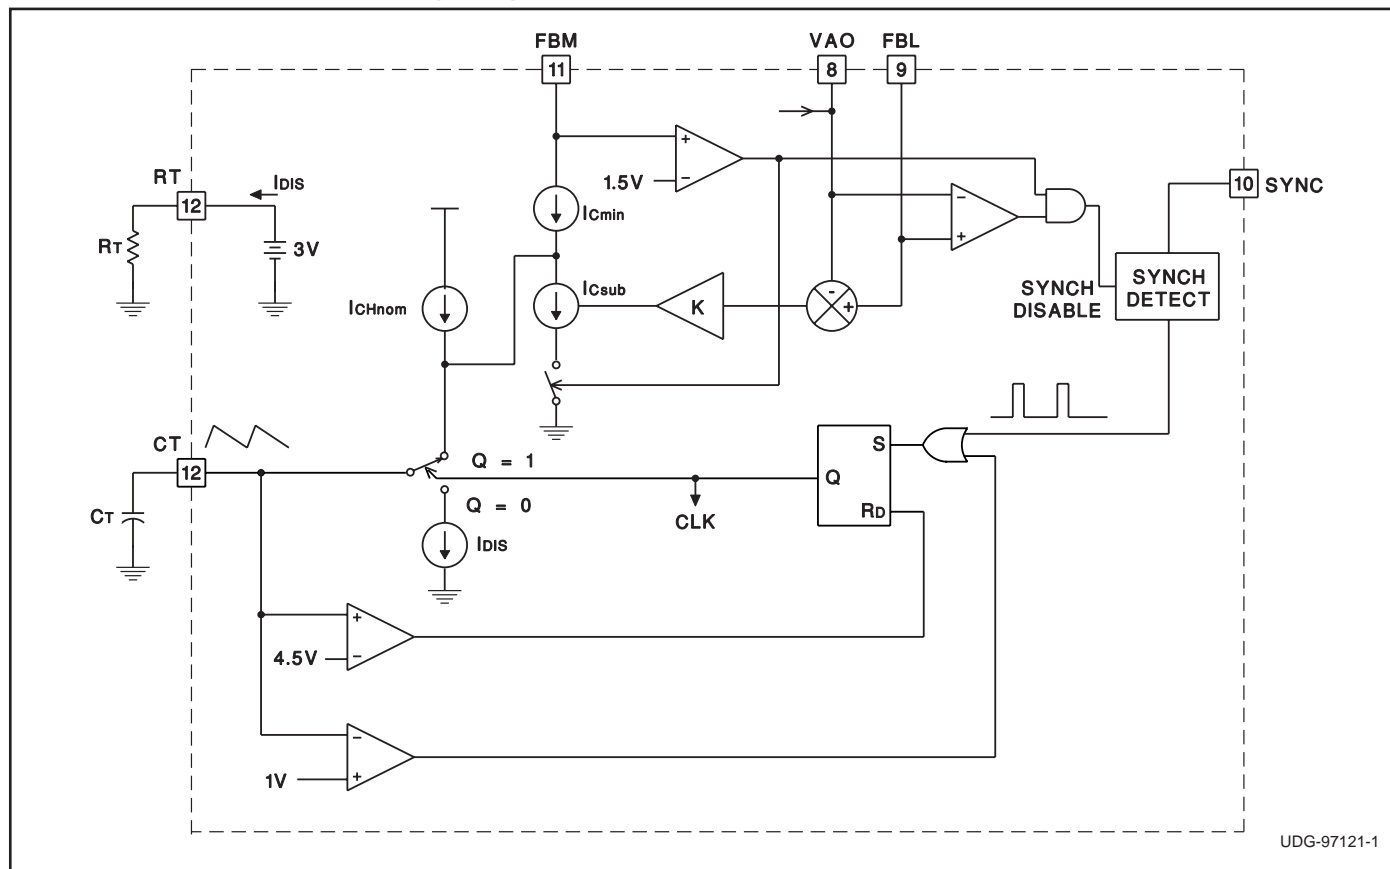 FBM
VAO
FBL
11
8
9
+
−
1.5V
RT
IDIS
12
10
SYNC
ICmin
−
+
RT
3V
ICsub
ICHnom
K
-
+
SYNCH
DISABLE
SYNCH
DETECT
CT
12
Q = 1
S
Q
RD
CT
Q = 0
CLK
IDIS
+
4.5V
−
−
1V
+
UDG-97121-1